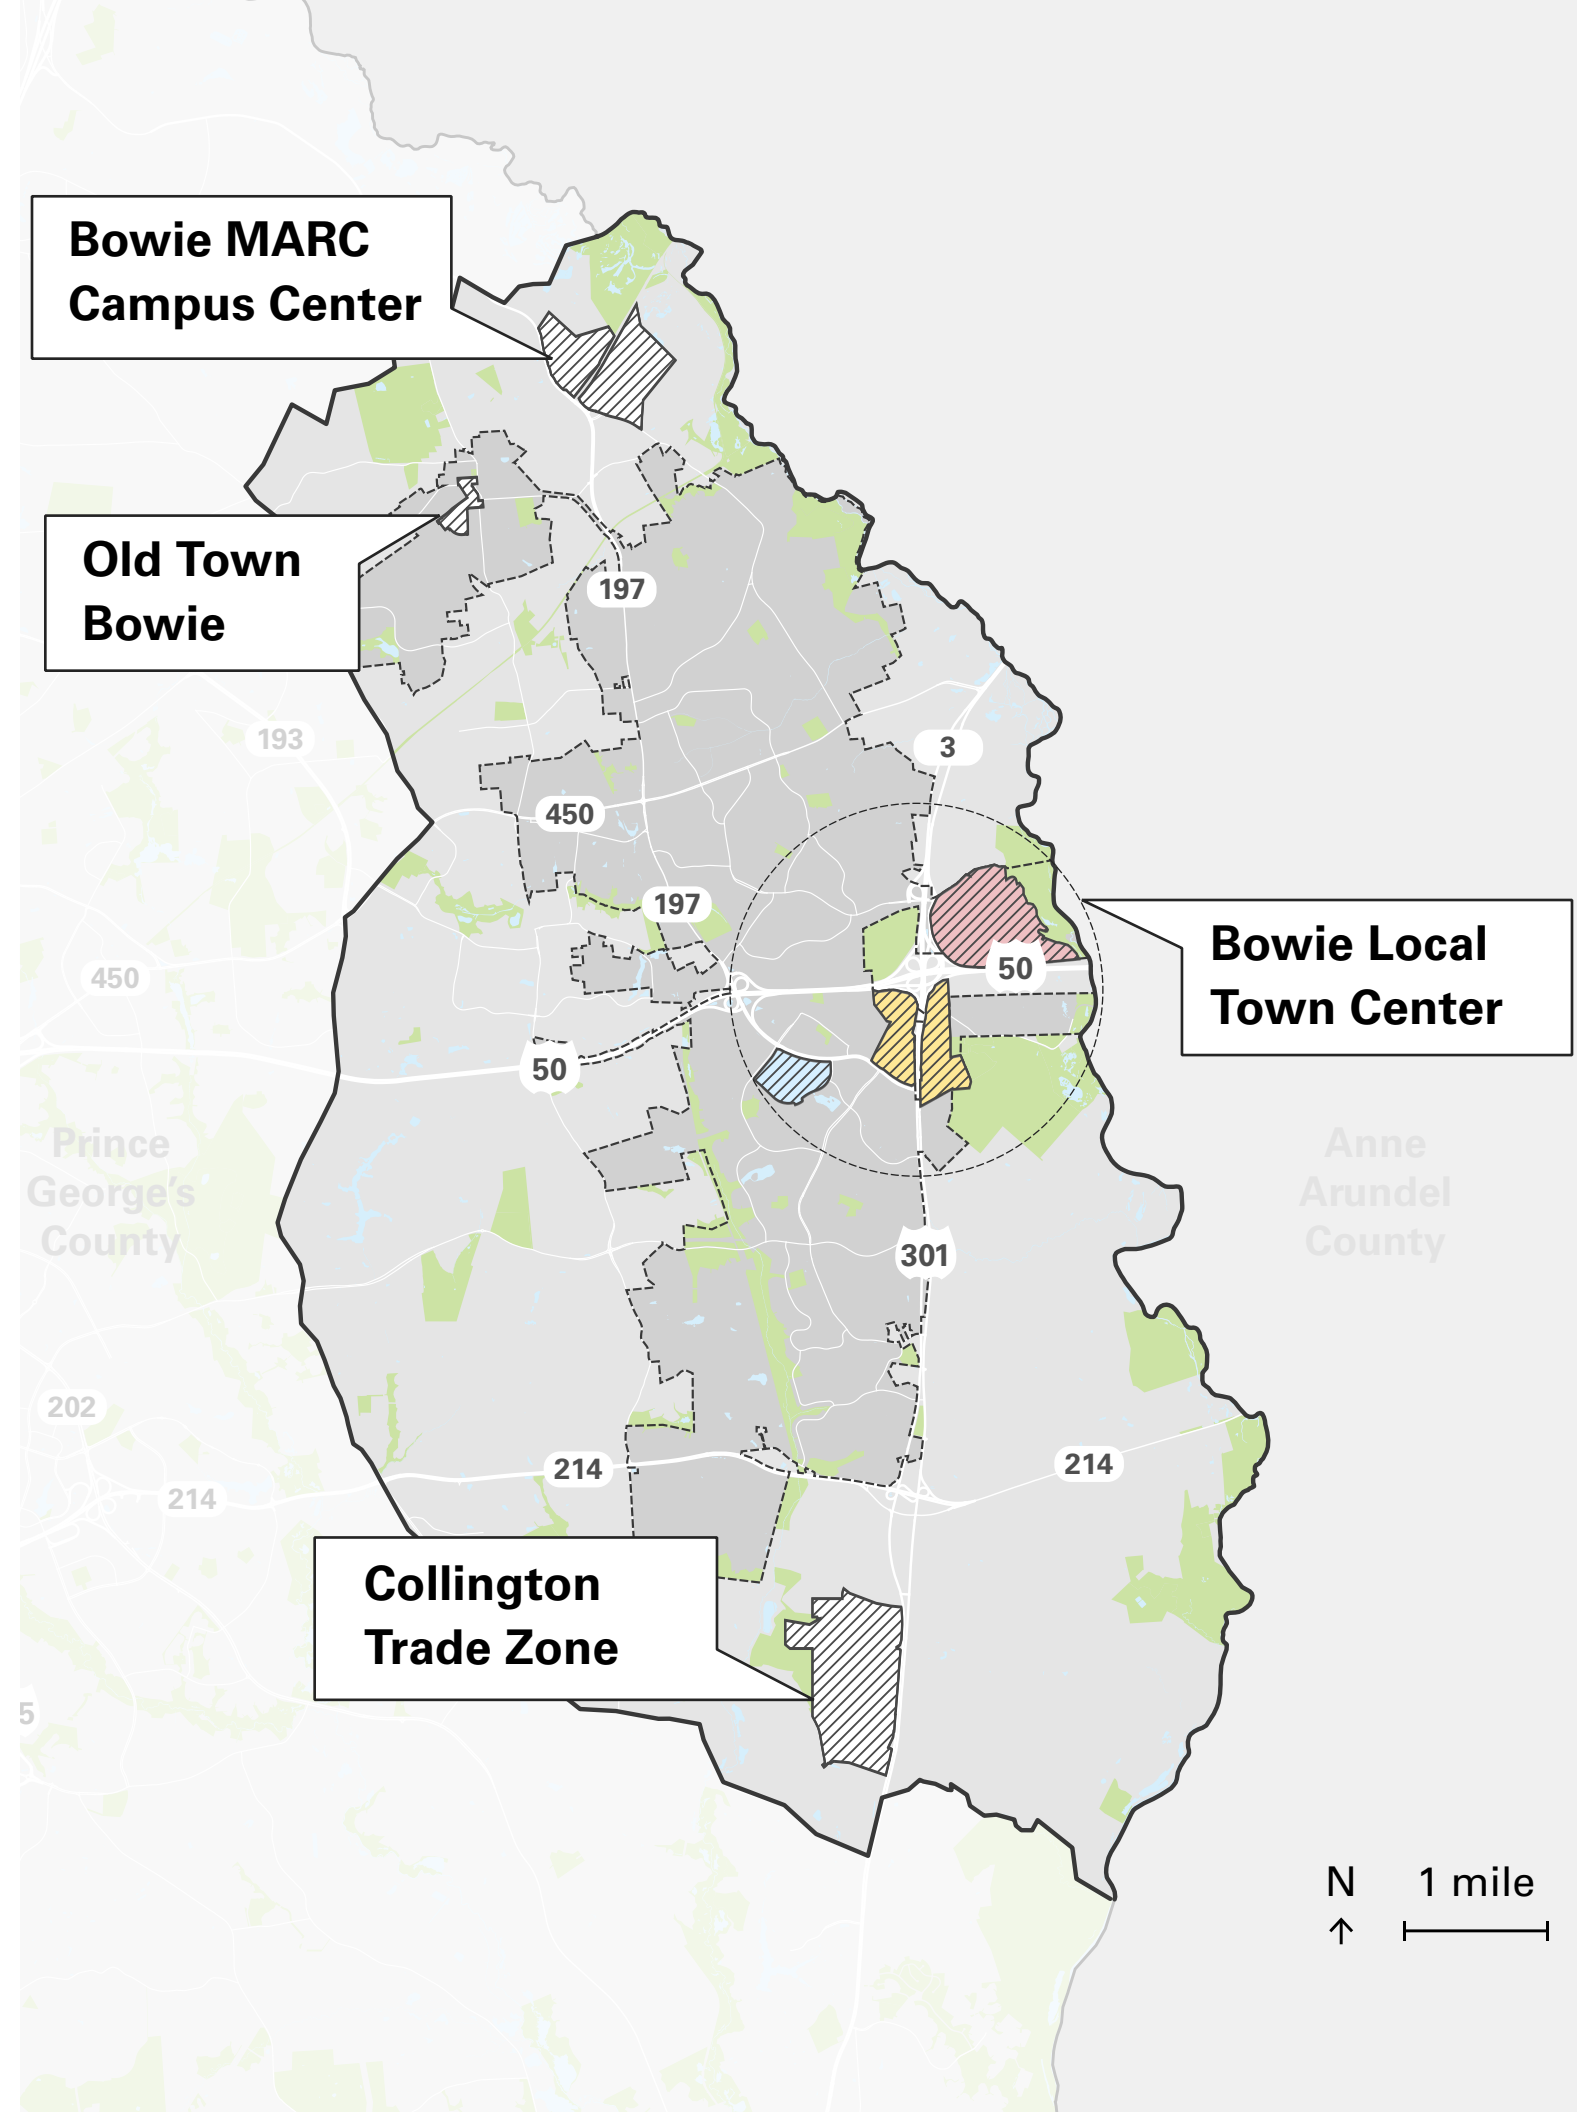 Bowie MARC
Campus Center
Old Town
Bowie
197
193
3
450
197
Bowie Local
Town Center
50
450
50
Prince
George's
County
Anne
Arundel
County
301
202
214
214
214
Collington
Trade Zone
5
N
1 mile